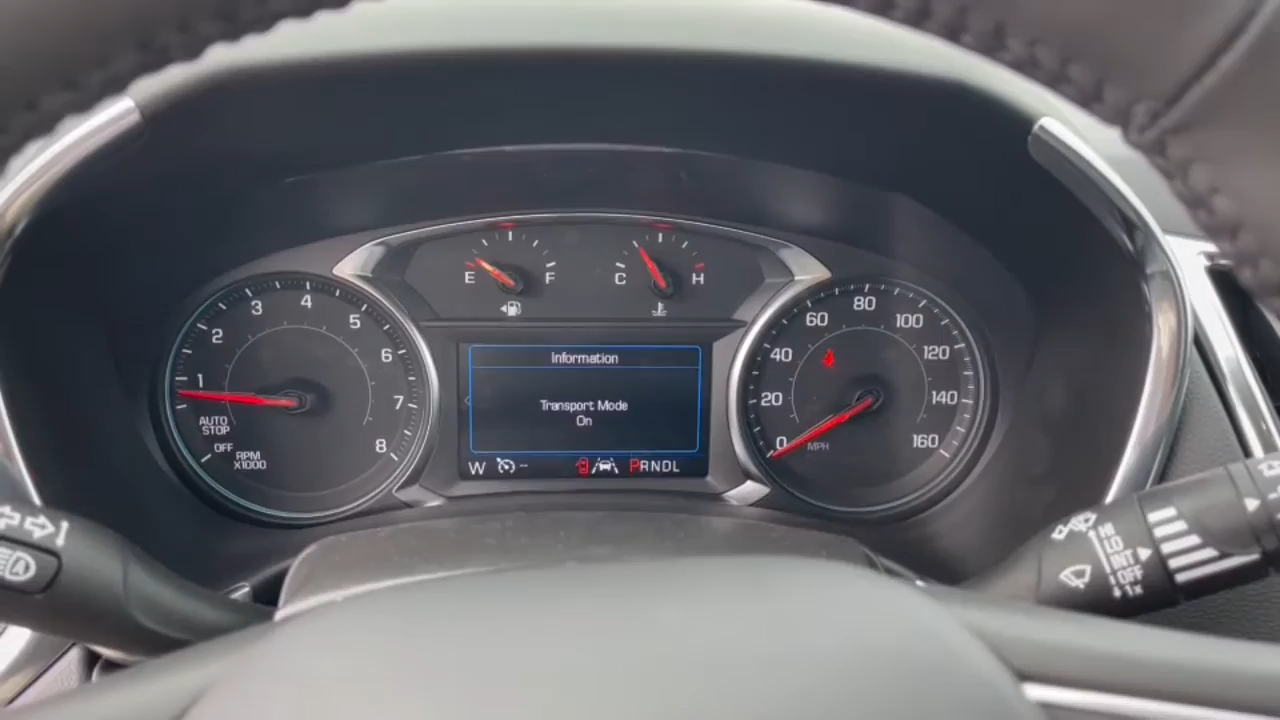 E F
C H
1
2
3
4
5
6
7
8
AUTO
STOP
OFF
RPM
X1000
Information
Transport Mode
On
W --
PRNDL
0
20
40
60
80
100
120
140
160
MPH
A
HI
LO
INT
OFF
1x